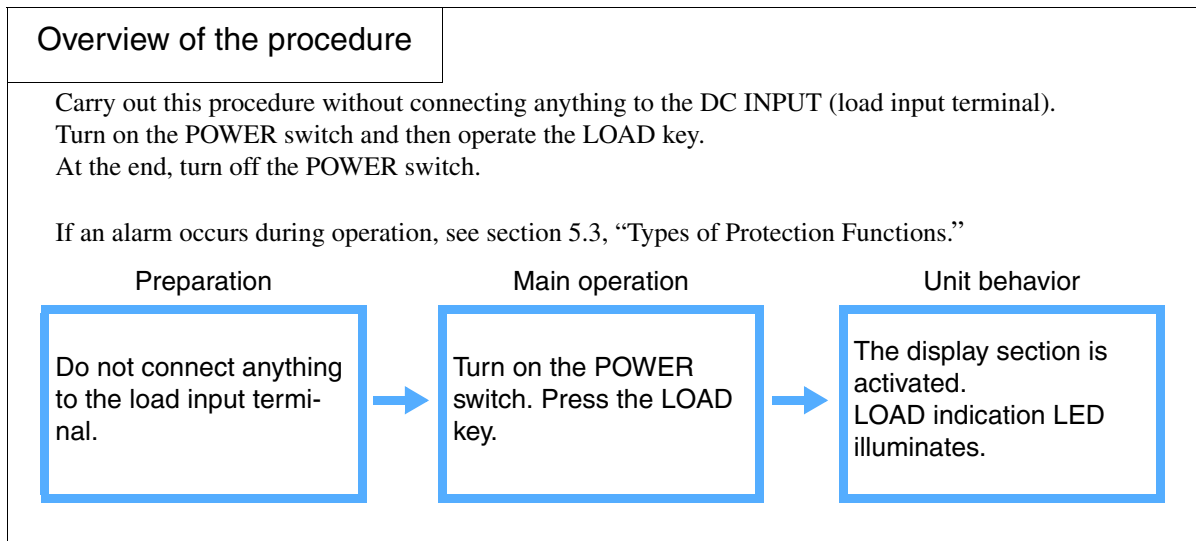 Overview of the procedure
Carry out this procedure without connecting anything to the DC INPUT (load input terminal).
Turn on the POWER switch and then operate the LOAD key.
At the end, turn off the POWER switch.
If an alarm occurs during operation, see section 5.3, “Types of Protection Functions.”
Preparation
Do not connect anything
to the load input termi-
nal.
Main operation
Turn on the POWER
switch. Press the LOAD
key.
Unit behavior
The display section is
activated.
LOAD indication LED
illuminates.